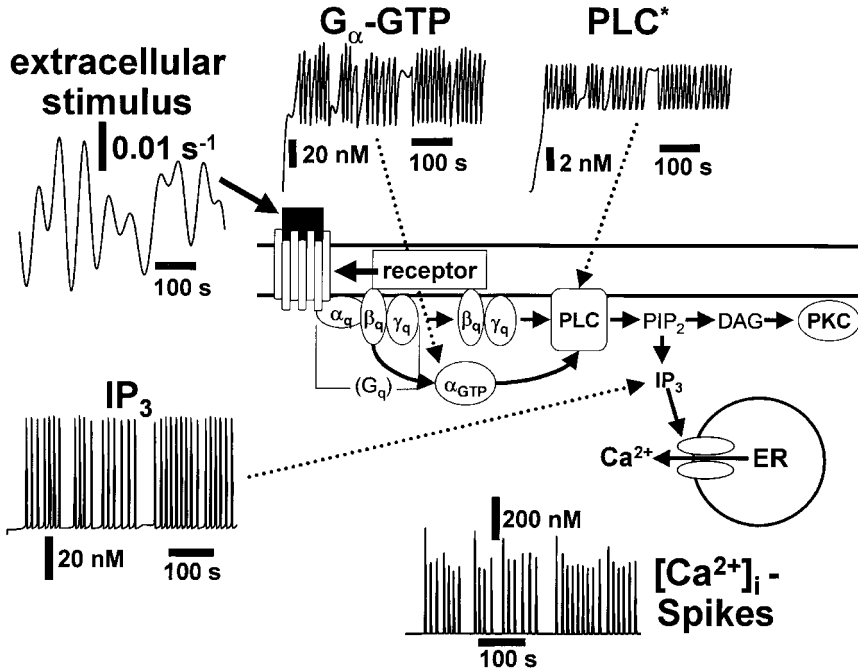 Gα-GTP
PLC*
extracellular
stimulus
0.01 s⁻¹
20 nM
100 s
2 nM
100 s
100 s
receptor
αq
βq
γq
βq
γq
PLC
PIP₂
DAG
PKC
(Gq)
αGTP
IP₃
IP₃
Ca²⁺
ER
20 nM
100 s
200 nM
[Ca²⁺]i -
Spikes
100 s